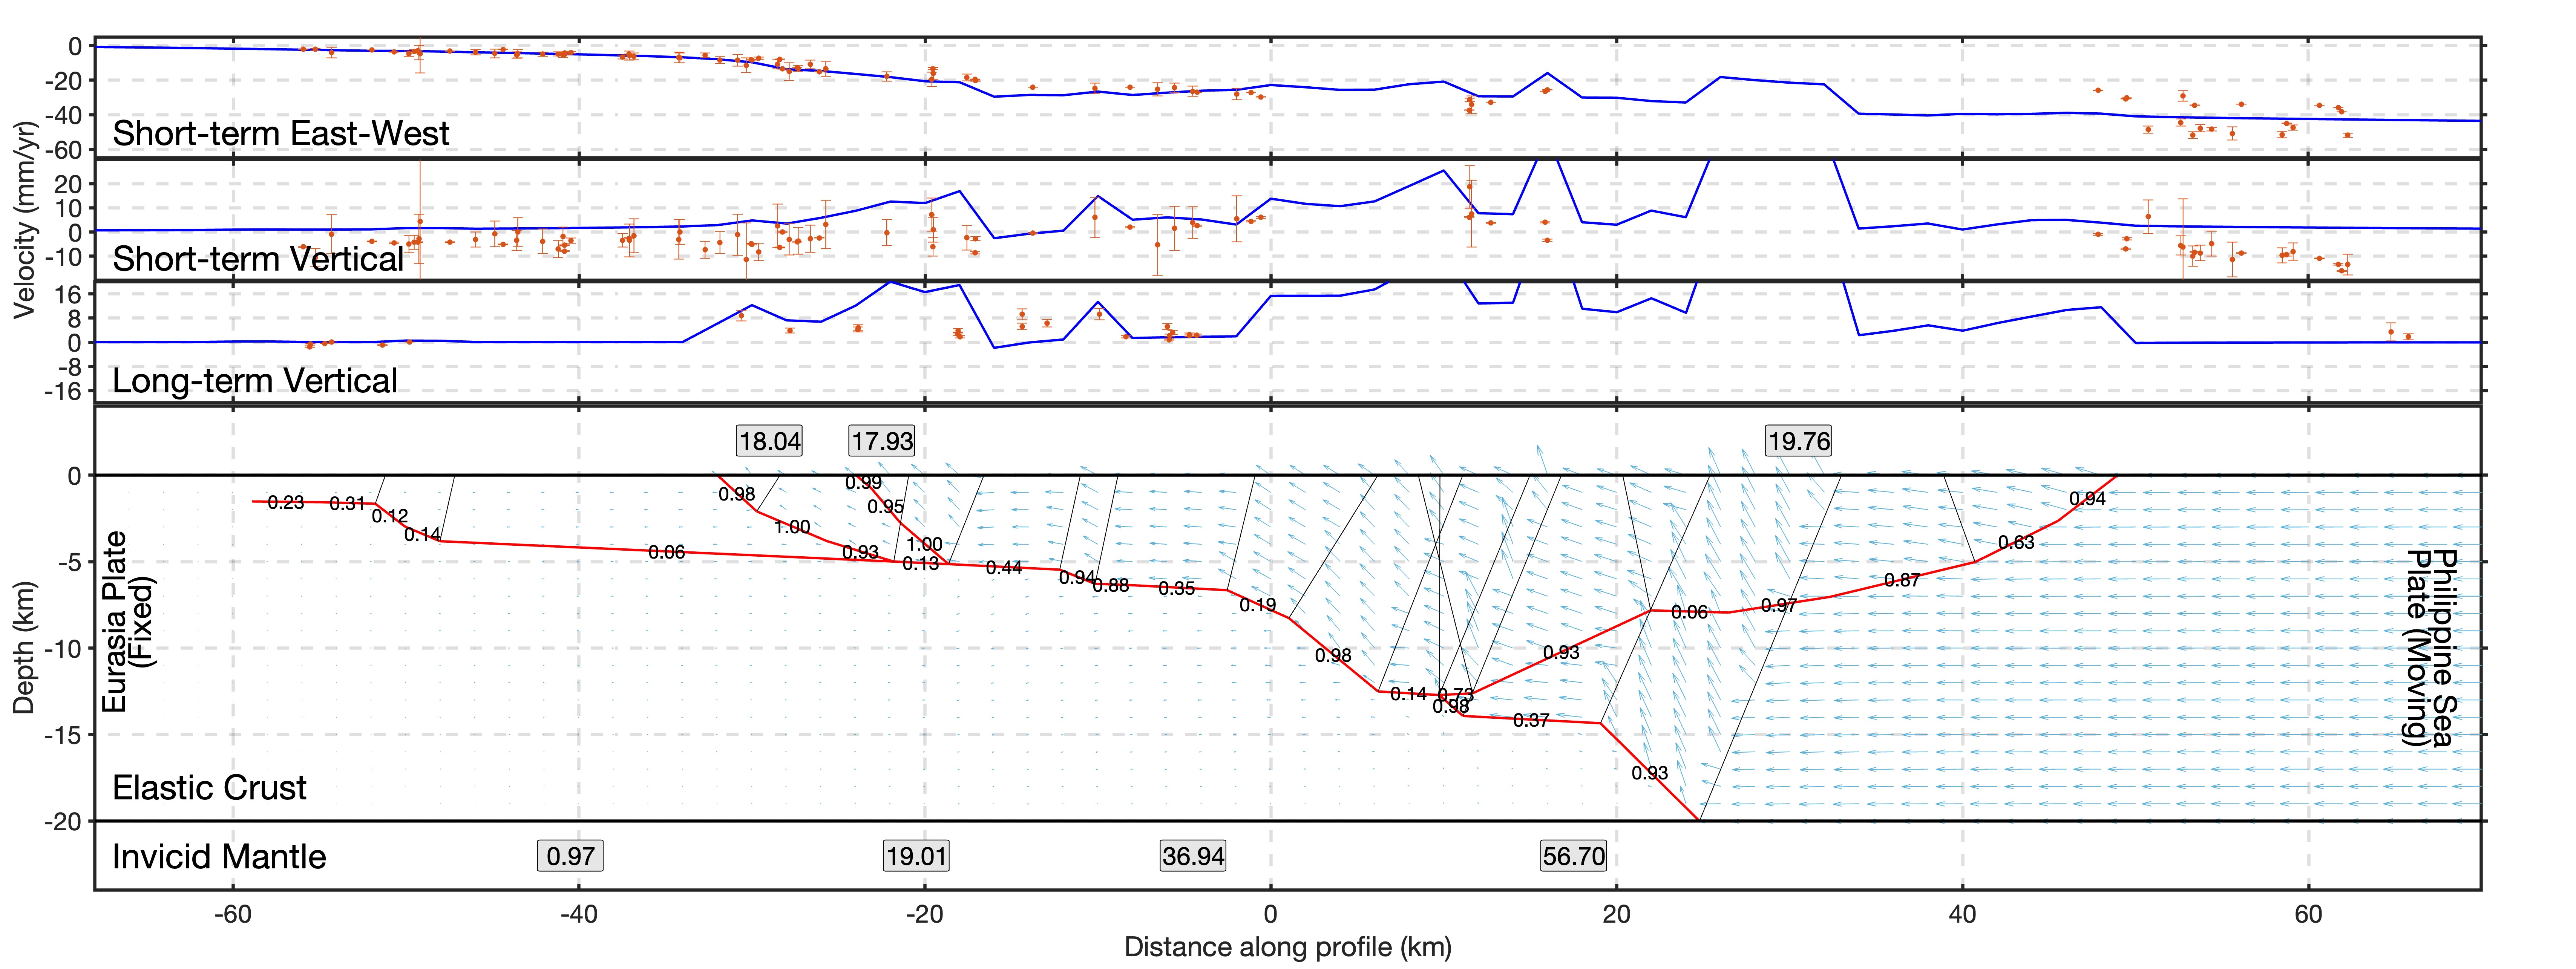 0
-20
-40
-60
Short-term East-West
20
10
0
-10
Short-term Vertical
16
8
0
-8
-16
Long-term Vertical
Velocity (mm/yr)
18.04 17.93 19.76
0
-5
-10
-15
-20
Depth (km)
Eurasia Plate
(Fixed)
Philippine Sea
Plate (Moving)
0.23 0.31 0.12 0.14 0.06 0.98 1.00 0.93 0.99 0.95 1.00 0.13 0.44 0.94 0.88 0.35 0.19 0.98 0.14 0.73 0.98 0.37 0.93 0.93 0.06 0.97 0.87 0.63 0.94
Elastic Crust
Invicid Mantle
0.97 19.01 36.94 56.70
-60 -40 -20 0 20 40 60
Distance along profile (km)